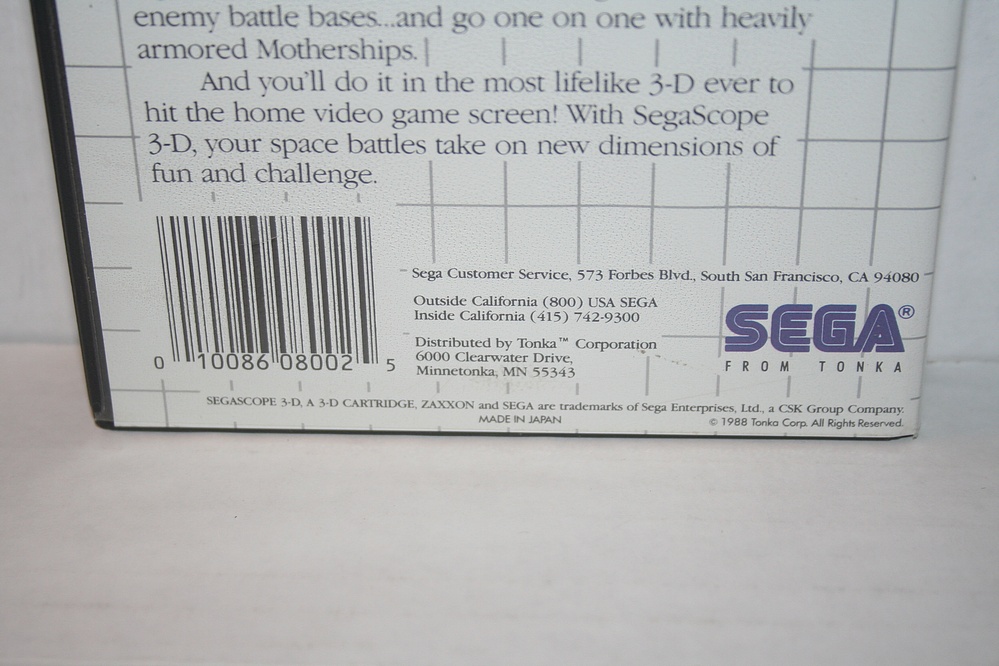 enemy battle bases...and go one on one with heavily
armored Motherships.
And you'll do it in the most lifelike 3-D ever to
hit the home video game screen! With SegaScope
3-D, your space battles take on new dimensions of
fun and challenge.
0 10086 08002 5
Sega Customer Service, 573 Forbes Blvd., South San Francisco, CA 94080
Outside California (800) USA SEGA
Inside California (415) 742-9300
Distributed by Tonka™ Corporation
6000 Clearwater Drive,
Minnetonka, MN 55343
SEGA®
FROM TONKA
SEGASCOPE 3-D, A 3-D CARTRIDGE, ZAXXON and SEGA are trademarks of Sega Enterprises, Ltd., a CSK Group Company.
MADE IN JAPAN
© 1988 Tonka Corp. All Rights Reserved.